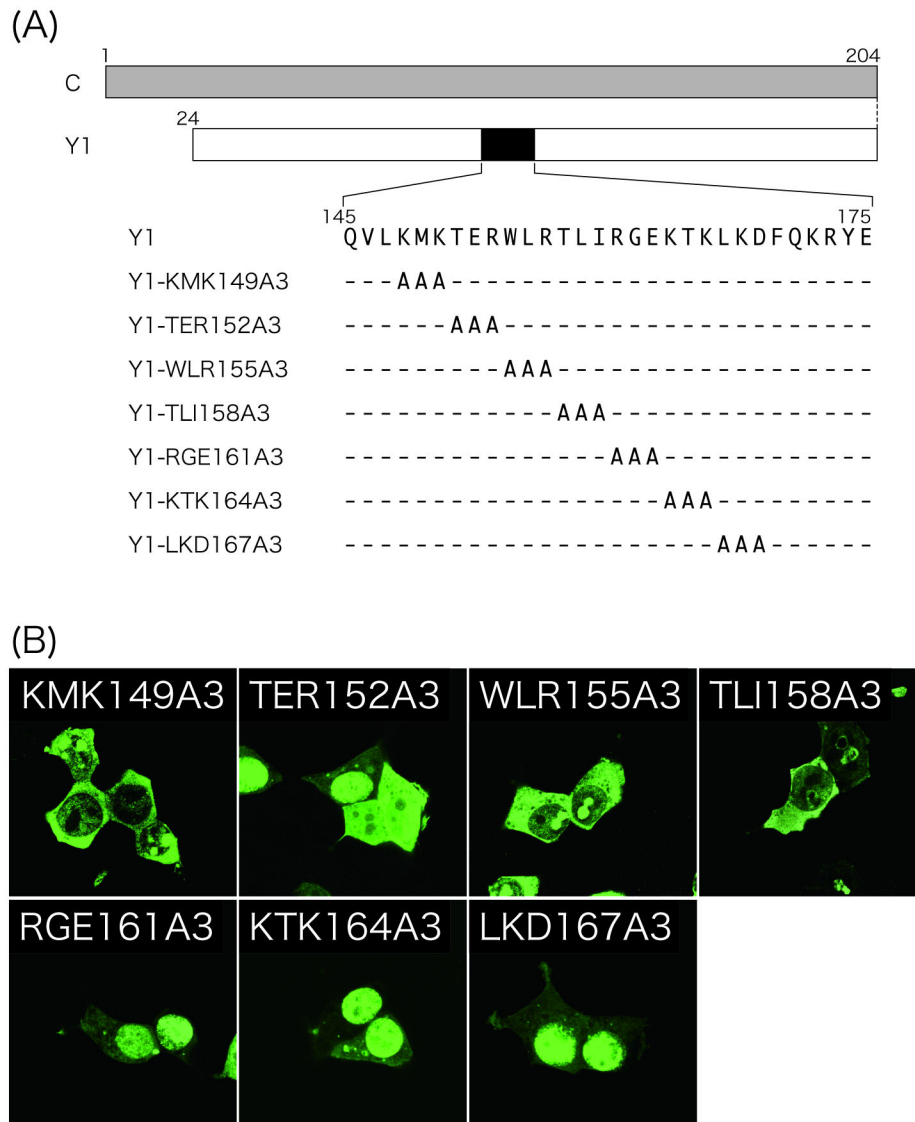 (A)
1 204
C
24
Y1
145 175
Y1 QVLKMKTERWLRTLIRGEKTKLKDFQKRYE
Y1-KMK149A3 ---AAA------------------------
Y1-TER152A3 ------AAA---------------------
Y1-WLR155A3 ---------AAA------------------
Y1-TLI158A3 ------------AAA---------------
Y1-RGE161A3 ---------------AAA------------
Y1-KTK164A3 ------------------AAA---------
Y1-LKD167A3 ---------------------AAA------
(B)
KMK149A3 TER152A3 WLR155A3 TLI158A3
RGE161A3 KTK164A3 LKD167A3